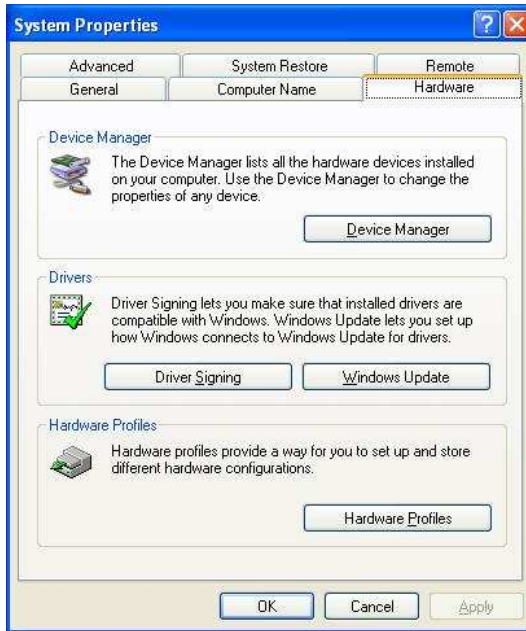 System Properties
Advanced
System Restore
Remote
General
Computer Name
Hardware
Device Manager
The Device Manager lists all the hardware devices installed
on your computer. Use the Device Manager to change the
properties of any device.
Device Manager
Drivers
Driver Signing lets you make sure that installed drivers are
compatible with Windows. Windows Update lets you set up
how Windows connects to Windows Update for drivers.
Driver Signing
Windows Update
Hardware Profiles
Hardware profiles provide a way for you to set up and store
different hardware configurations.
Hardware Profiles
OK
Cancel
Apply